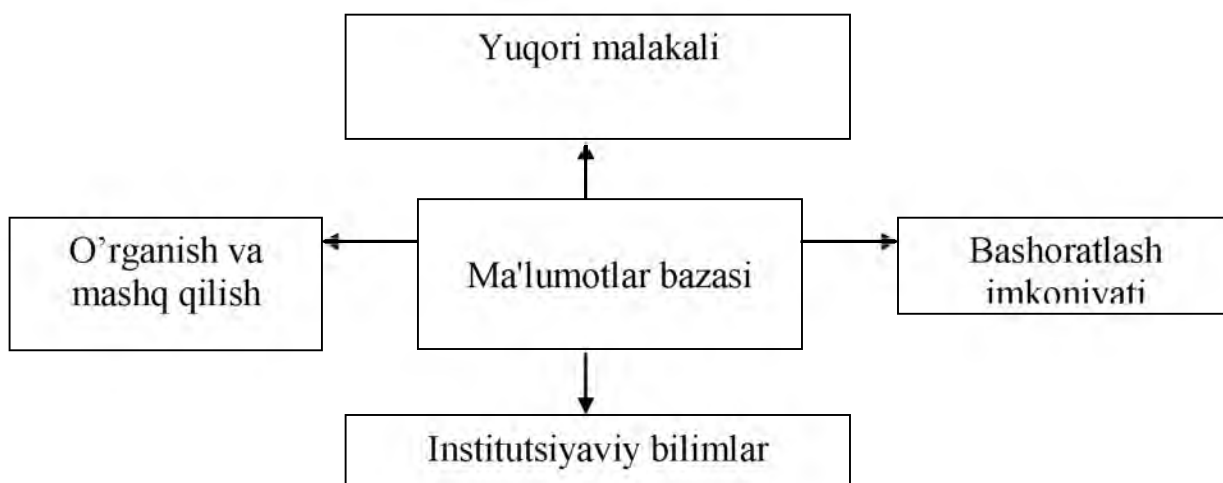 Yuqori malakali
O’rganish va
mashq qilish
Ma'lumotlar bazasi
Bashoratlash
imkoniyati
Institutsiyaviy bilimlar